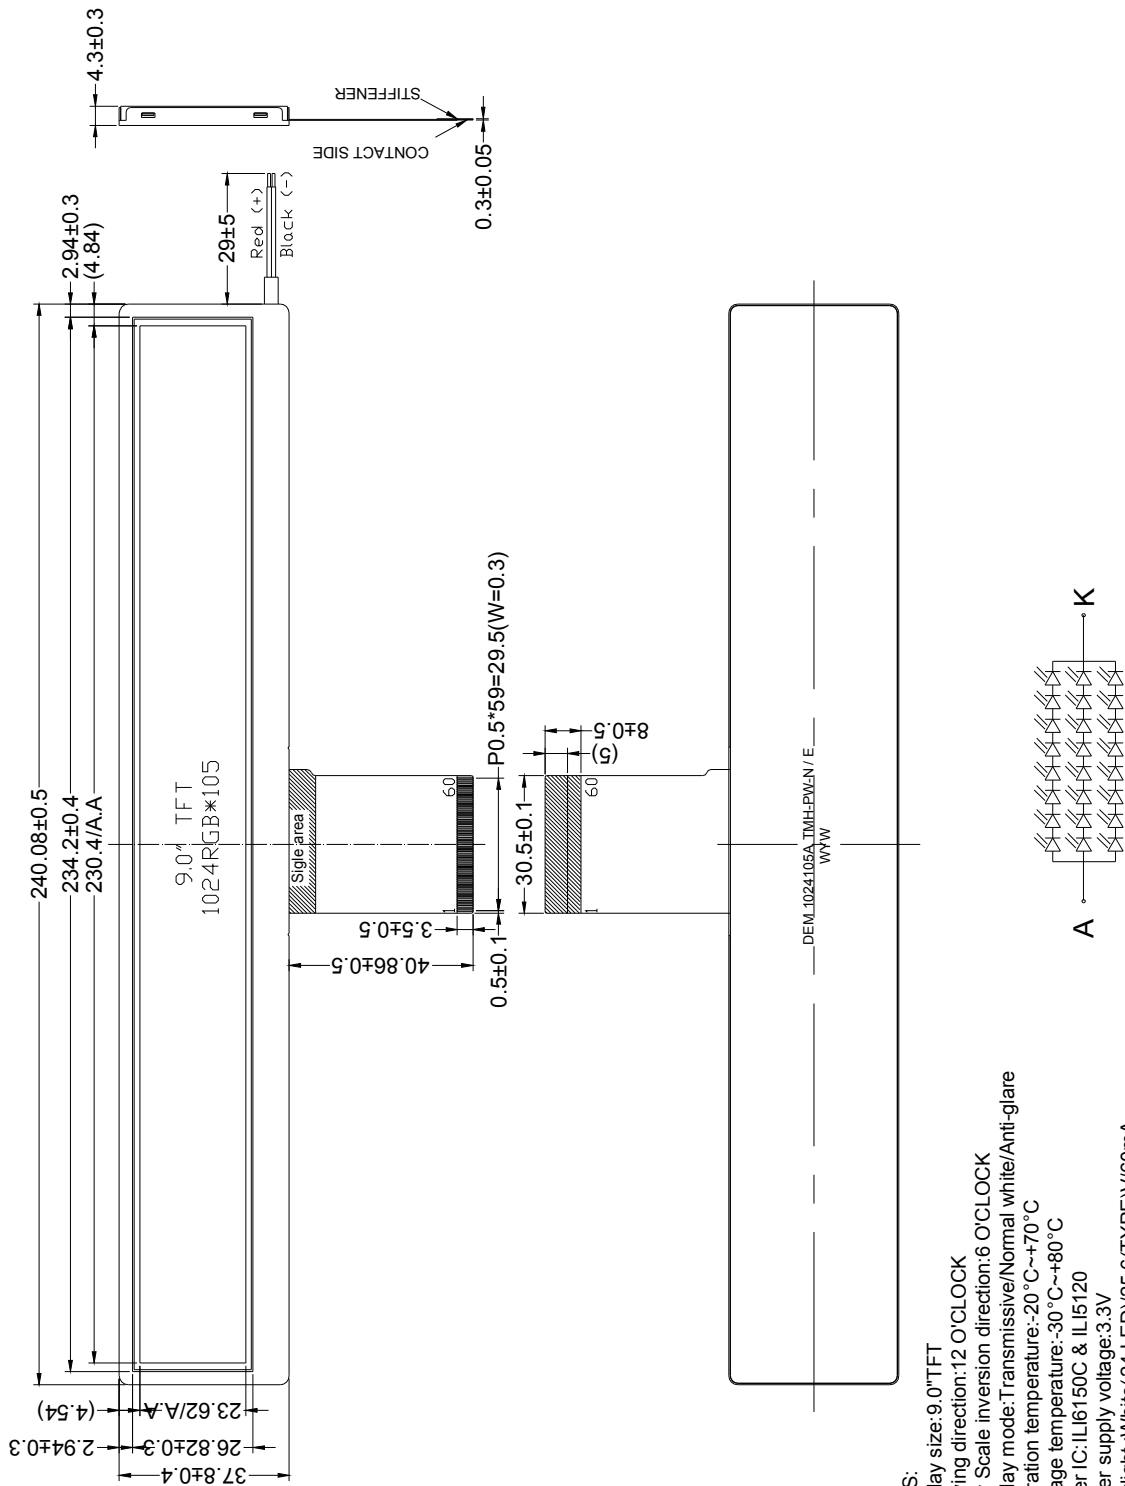 4.3±0.3
STIFFENER
CONTACT SIDE
0.3±0.05
2.94±0.3
(4.84)
29±5
Red (+)
Black (-)
240.08±0.5
234.2±0.4
230.4/A.A
9.0" TFT
1024RGB*105
Sigle area
1
60
P0.5*59=29.5(W=0.3)
0.5±0.1
3.5±0.5
40.86±0.5
(4.54)
2.94±0.3
23.62/A.A
26.82±0.3
37.8±0.4
30.5±0.1
(5)
8±0.5
1
60
DEM 1024105A TMH-PW-N / E
WYW
A
K
S:
lay size:9.0"TFT
ing direction:12 O'CLOCK
Scale inversion direction:6 O'CLOCK
lay mode:Transmissive/Normal white/Anti-glare
ration temperature:-20°C~+70°C
age temperature:-30°C~+80°C
er IC:ILI6150C & ILI5120
er supply voltage:3.3V